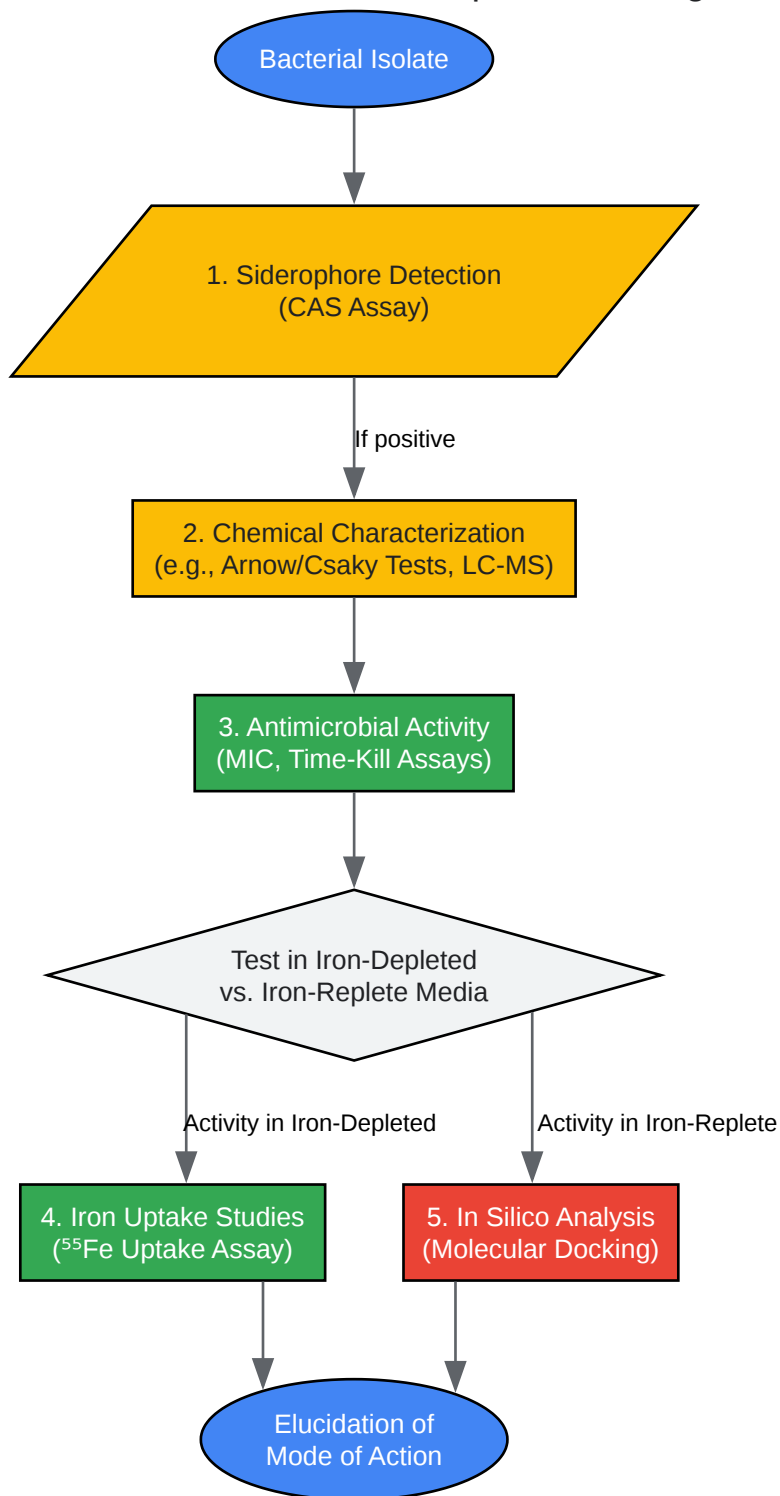 Bacterial Isolate
1. Siderophore Detection
(CAS Assay)
If positive
2. Chemical Characterization
(e.g., Arnow/Csaky Tests, LC-MS)
3. Antimicrobial Activity
(MIC, Time-Kill Assays)
Test in Iron-Depleted
vs. Iron-Replete Media
Activity in Iron-Depleted
Activity in Iron-Replete
4. Iron Uptake Studies
(⁵⁵Fe Uptake Assay)
5. In Silico Analysis
(Molecular Docking)
Elucidation of
Mode of Action